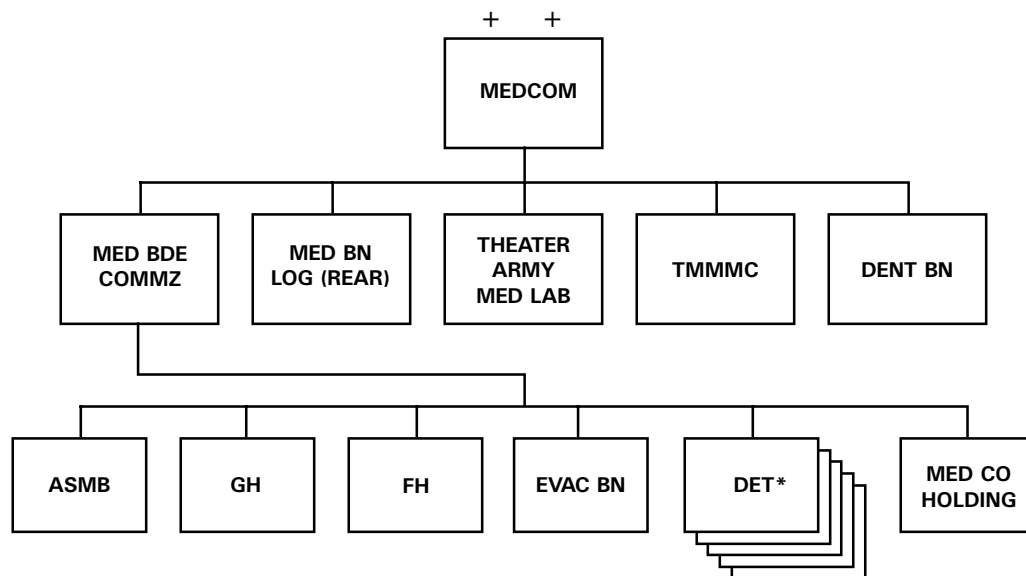 + +
MEDCOM
MED BDE
COMMZ
MED BN
LOG (REAR)
THEATER
ARMY
MED LAB
TMMMC
DENT BN
ASMB
GH
FH
EVAC BN
DET*
MED CO
HOLDING